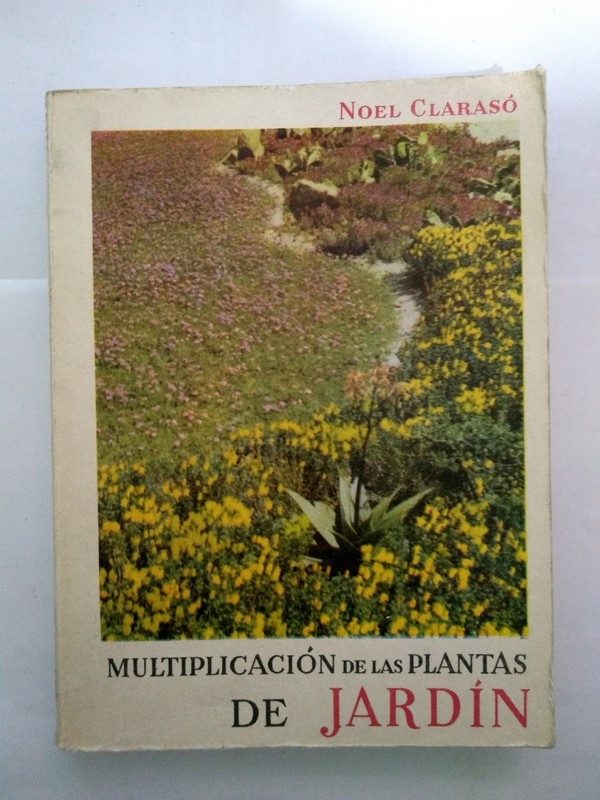 NOEL CLARASÓ
MULTIPLICACIÓN DE LAS PLANTAS
DE JARDÍN